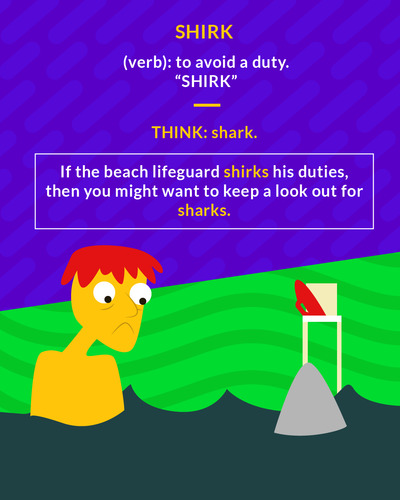 SHIRK
(verb): to avoid a duty.
“SHIRK”
THINK: shark.
If the beach lifeguard shirks his duties,
then you might want to keep a look out for
sharks.